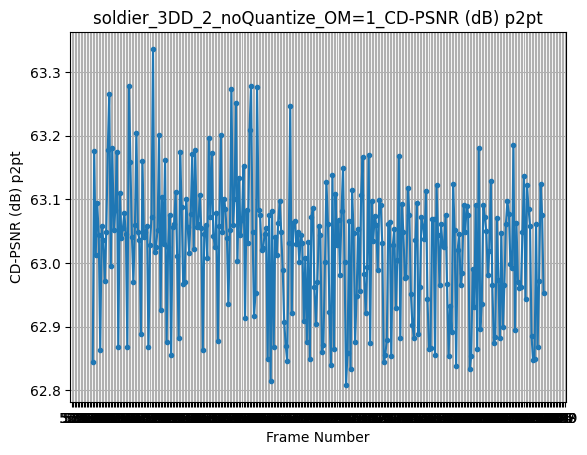 soldier_3DD_2_noQuantize_OM=1_CD-PSNR (dB) p2pt
CD-PSNR (dB) p2pt
63.3
63.2
63.1
63.0
62.9
62.8
Frame Number